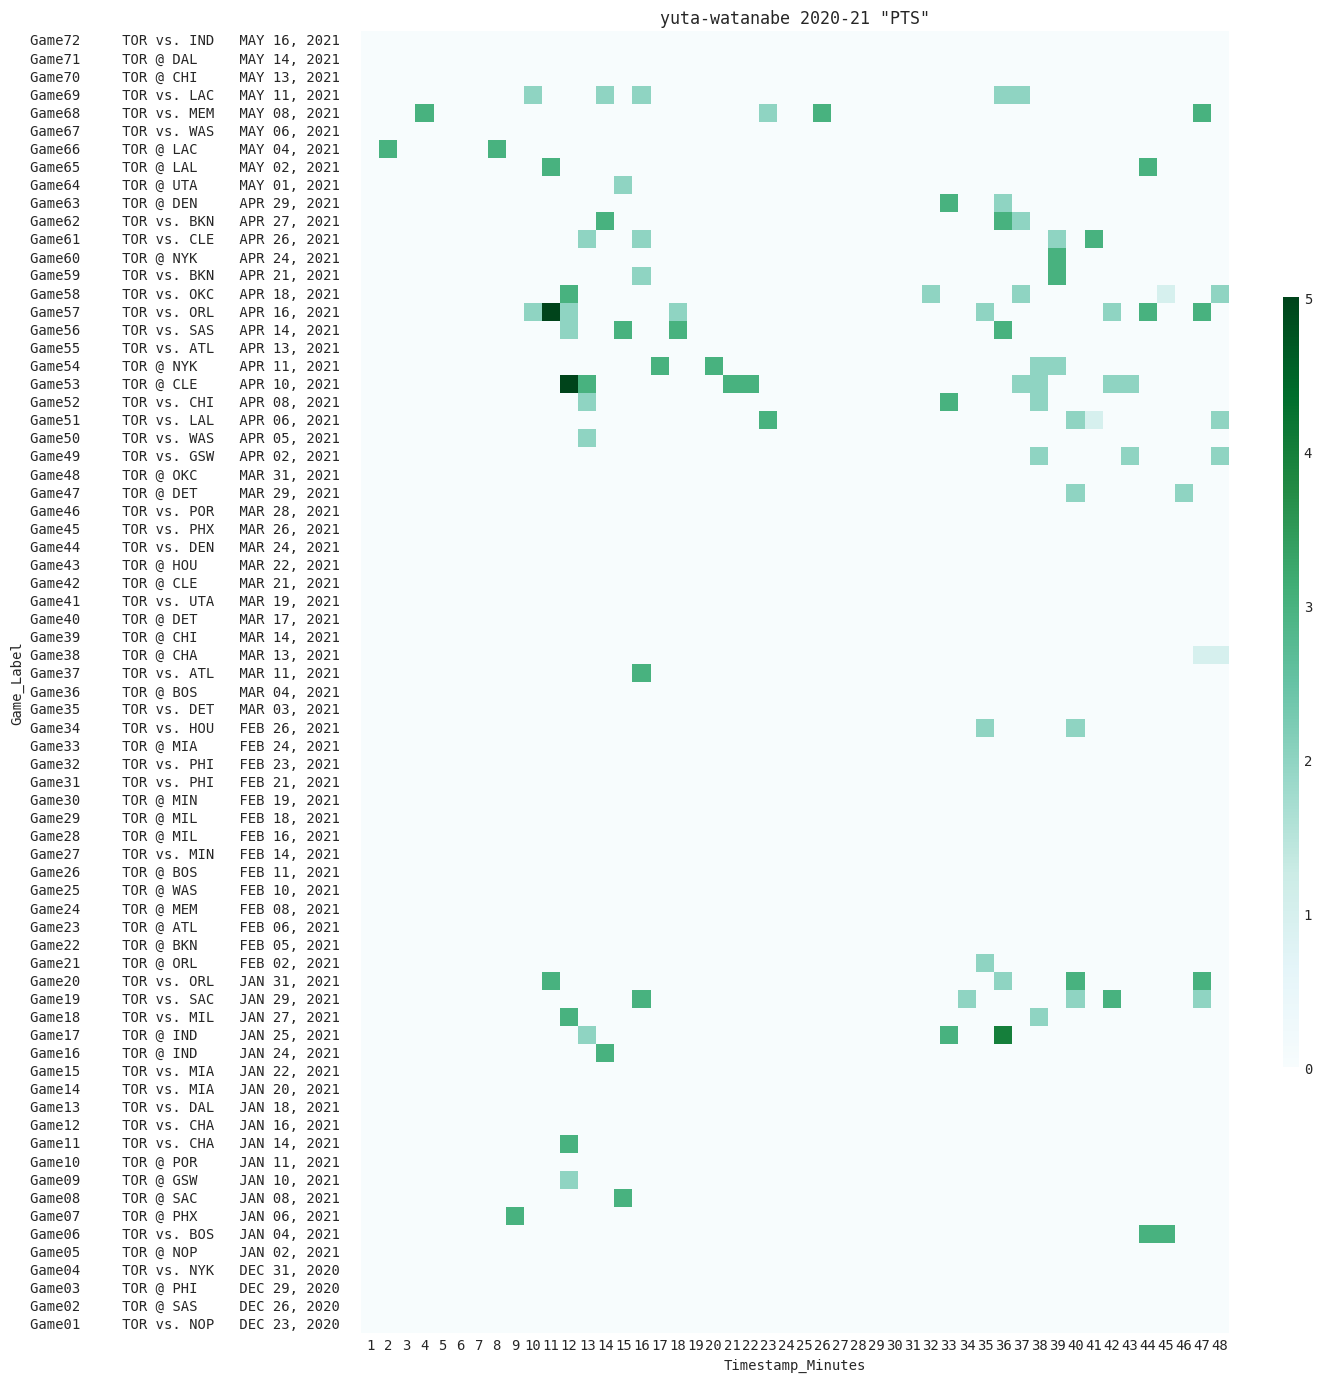 yuta-watanabe 2020-21 "PTS"
Game72 TOR vs. IND MAY 16, 2021
Game71 TOR @ DAL MAY 14, 2021
Game70 TOR @ CHI MAY 13, 2021
Game69 TOR vs. LAC MAY 11, 2021
Game68 TOR vs. MEM MAY 08, 2021
Game67 TOR vs. WAS MAY 06, 2021
Game66 TOR @ LAC MAY 04, 2021
Game65 TOR @ LAL MAY 02, 2021
Game64 TOR @ UTA MAY 01, 2021
Game63 TOR @ DEN APR 29, 2021
Game62 TOR vs. BKN APR 27, 2021
Game61 TOR vs. CLE APR 26, 2021
Game60 TOR @ NYK APR 24, 2021
Game59 TOR vs. BKN APR 21, 2021
Game58 TOR vs. OKC APR 18, 2021
Game57 TOR vs. ORL APR 16, 2021
Game56 TOR vs. SAS APR 14, 2021
Game55 TOR vs. ATL APR 13, 2021
Game54 TOR @ NYK APR 11, 2021
Game53 TOR @ CLE APR 10, 2021
Game52 TOR vs. CHI APR 08, 2021
Game51 TOR vs. LAL APR 06, 2021
Game50 TOR vs. WAS APR 05, 2021
Game49 TOR vs. GSW APR 02, 2021
Game48 TOR @ OKC MAR 31, 2021
Game47 TOR @ DET MAR 29, 2021
Game46 TOR vs. POR MAR 28, 2021
Game45 TOR vs. PHX MAR 26, 2021
Game44 TOR vs. DEN MAR 24, 2021
Game43 TOR @ HOU MAR 22, 2021
Game42 TOR @ CLE MAR 21, 2021
Game41 TOR vs. UTA MAR 19, 2021
Game40 TOR @ DET MAR 17, 2021
Game39 TOR @ CHI MAR 14, 2021
Game38 TOR @ CHA MAR 13, 2021
Game37 TOR vs. ATL MAR 11, 2021
Game36 TOR @ BOS MAR 04, 2021
Game35 TOR vs. DET MAR 03, 2021
Game34 TOR vs. HOU FEB 26, 2021
Game33 TOR @ MIA FEB 24, 2021
Game32 TOR vs. PHI FEB 23, 2021
Game31 TOR vs. PHI FEB 21, 2021
Game30 TOR @ MIN FEB 19, 2021
Game29 TOR @ MIL FEB 18, 2021
Game28 TOR @ MIL FEB 16, 2021
Game27 TOR vs. MIN FEB 14, 2021
Game26 TOR @ BOS FEB 11, 2021
Game25 TOR @ WAS FEB 10, 2021
Game24 TOR @ MEM FEB 08, 2021
Game23 TOR @ ATL FEB 06, 2021
Game22 TOR @ BKN FEB 05, 2021
Game21 TOR @ ORL FEB 02, 2021
Game20 TOR vs. ORL JAN 31, 2021
Game19 TOR vs. SAC JAN 29, 2021
Game18 TOR vs. MIL JAN 27, 2021
Game17 TOR @ IND JAN 25, 2021
Game16 TOR @ IND JAN 24, 2021
Game15 TOR vs. MIA JAN 22, 2021
Game14 TOR vs. MIA JAN 20, 2021
Game13 TOR vs. DAL JAN 18, 2021
Game12 TOR vs. CHA JAN 16, 2021
Game11 TOR vs. CHA JAN 14, 2021
Game10 TOR @ POR JAN 11, 2021
Game09 TOR @ GSW JAN 10, 2021
Game08 TOR @ SAC JAN 08, 2021
Game07 TOR @ PHX JAN 06, 2021
Game06 TOR vs. BOS JAN 04, 2021
Game05 TOR @ NOP JAN 02, 2021
Game04 TOR vs. NYK DEC 31, 2020
Game03 TOR @ PHI DEC 29, 2020
Game02 TOR @ SAS DEC 26, 2020
Game01 TOR vs. NOP DEC 23, 2020
Game_Label
1 2 3 4 5 6 7 8 9 10 11 12 13 14 15 16 17 18 19 20 21 22 23 24 25 26 27 28 29 30 31 32 33 34 35 36 37 38 39 40 41 42 43 44 45 46 47 48
Timestamp_Minutes
5
4
3
2
1
0